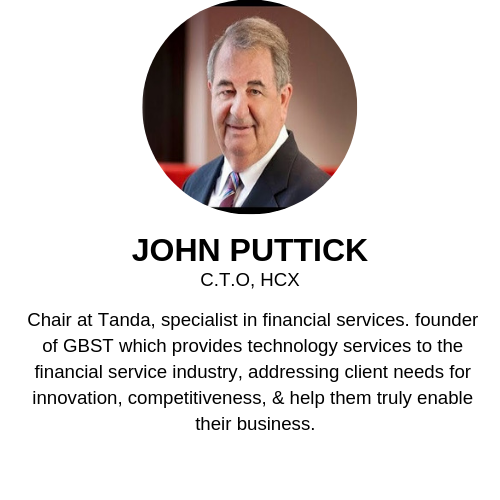 JOHN PUTTICK
C.T.O, HCX
Chair at Tanda, specialist in financial services. founder
of GBST which provides technology services to the
financial service industry, addressing client needs for
innovation, competitiveness, & help them truly enable
their business.